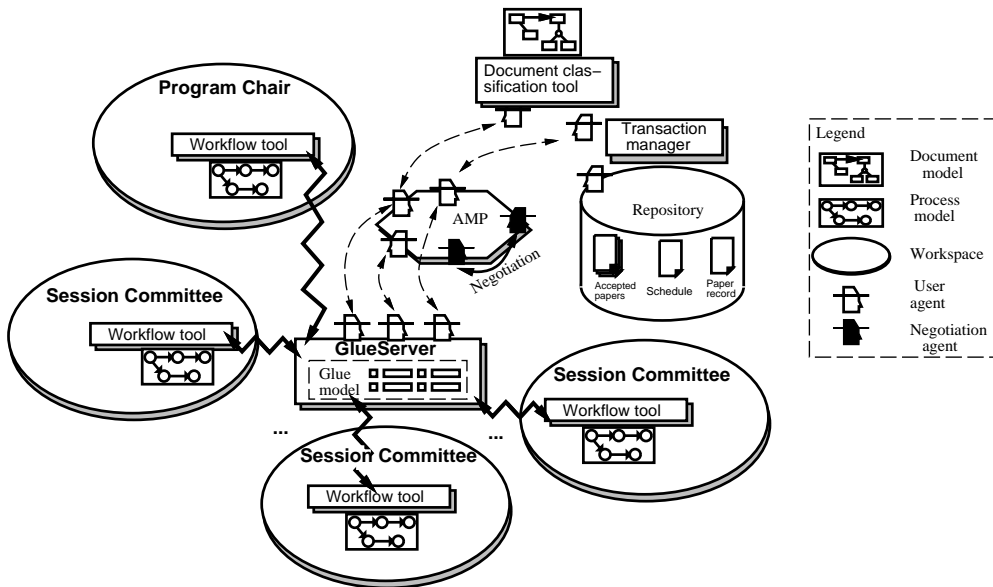 Program Chair
Workflow tool
Document clas–
sification tool
Transaction
manager
Repository
Accepted
papers
Schedule
Paper
record
AMP
Negotiation
Session Committee
Workflow tool
GlueServer
Glue
model
...
...
Session Committee
Workflow tool
Session Committee
Workflow tool
Legend
Document
model
Process
model
Workspace
User
agent
Negotiation
agent